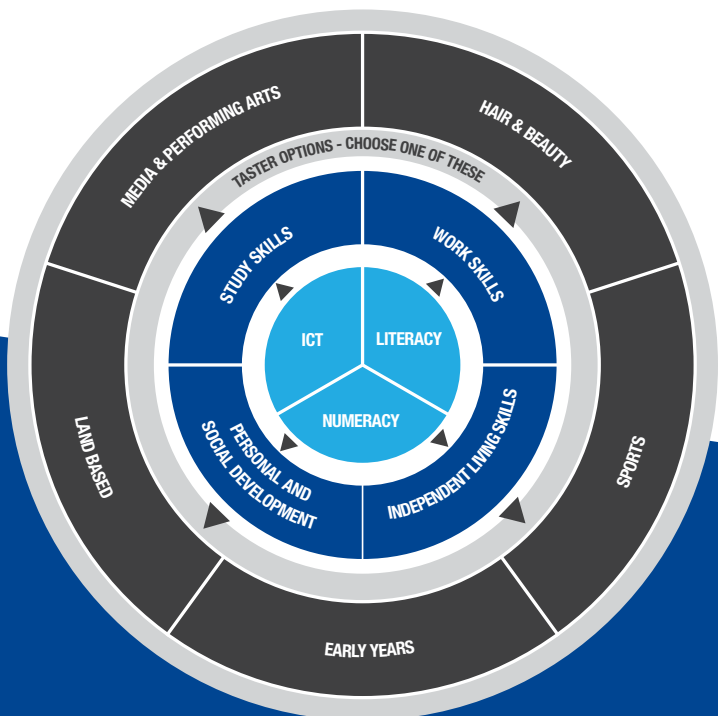 MEDIA & PERFORMING ARTS
HAIR & BEAUTY
TASTER OPTIONS - CHOOSE ONE OF THESE
STUDY SKILLS
WORK SKILLS
ICT
LITERACY
NUMERACY
PERSONAL AND
SOCIAL DEVELOPMENT
INDEPENDENT LIVING SKILLS
LAND BASED
SPORTS
EARLY YEARS